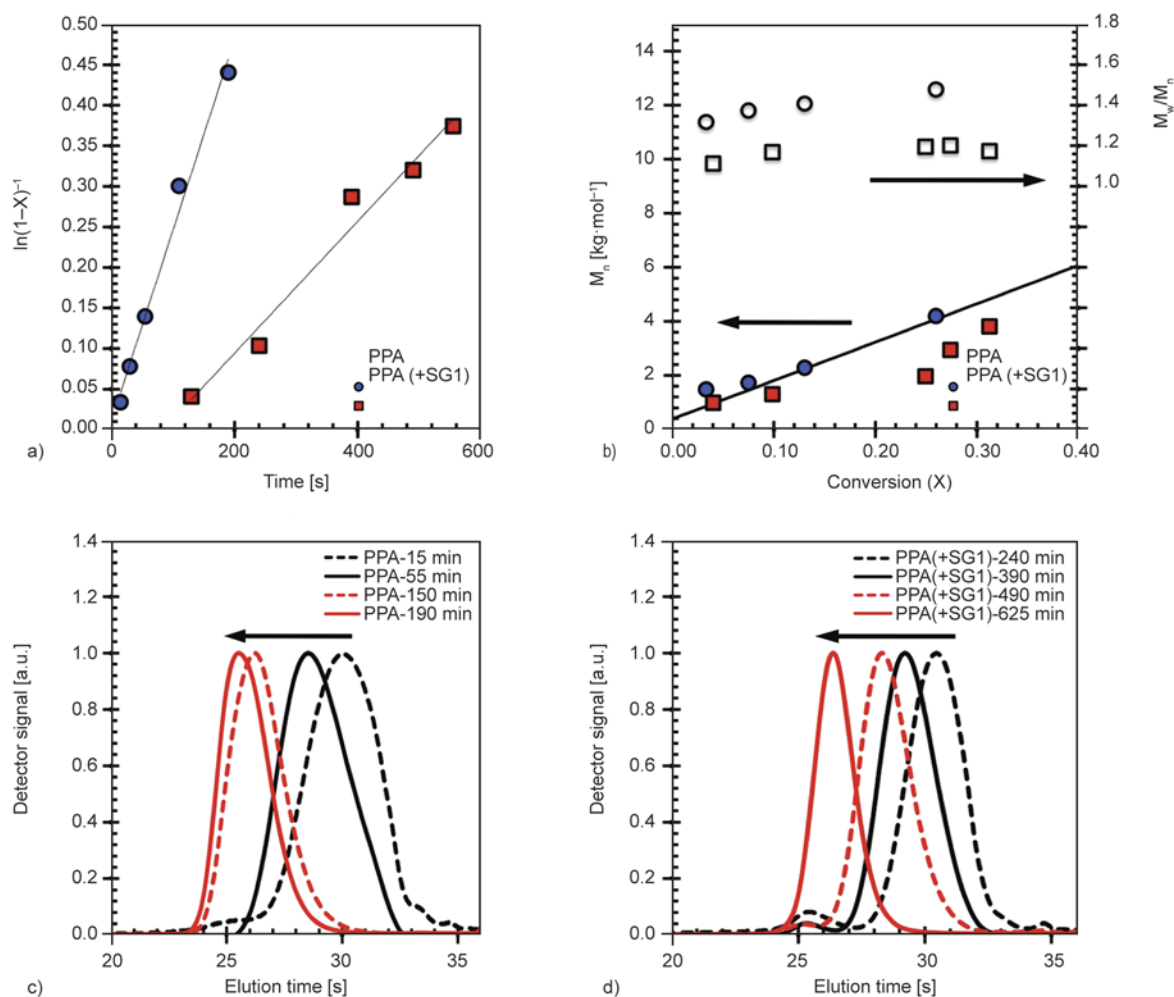 0.50
0.45
0.40
0.35
0.30
0.25
0.20
0.15
0.10
0.05
0.00
ln(1–X)⁻¹
PPA
PPA (+SG1)
0 200 400 600
a)
Time [s]
14
12
10
8
6
4
2
0
Mₙ [kg·mol⁻¹]
1.8
1.6
1.4
1.2
1.0
M_w/Mₙ
PPA
PPA (+SG1)
0.00 0.10 0.20 0.30 0.40
b)
Conversion (X)
1.4
1.2
1.0
0.8
0.6
0.4
0.2
0.0
Detector signal [a.u.]
PPA-15 min
PPA-55 min
PPA-150 min
PPA-190 min
20 25 30 35
c)
Elution time [s]
1.4
1.2
1.0
0.8
0.6
0.4
0.2
0.0
Detector signal [a.u.]
PPA(+SG1)-240 min
PPA(+SG1)-390 min
PPA(+SG1)-490 min
PPA(+SG1)-625 min
20 25 30 35
d)
Elution time [s]